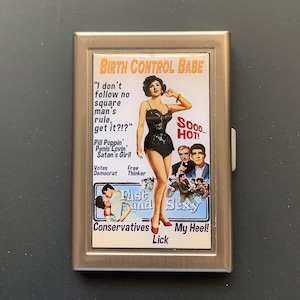 BIRTH CONTROL BABE
"I don't
follow no
square
man's
rule,
get it?!?"
SOOO...
HOT!
Pill Poppin'
Penis Lovin'
Satan's Girl!
Votes
Democrat
Free
Thinker
Fast
and Sexy
Conservatives
Lick
My Heel!